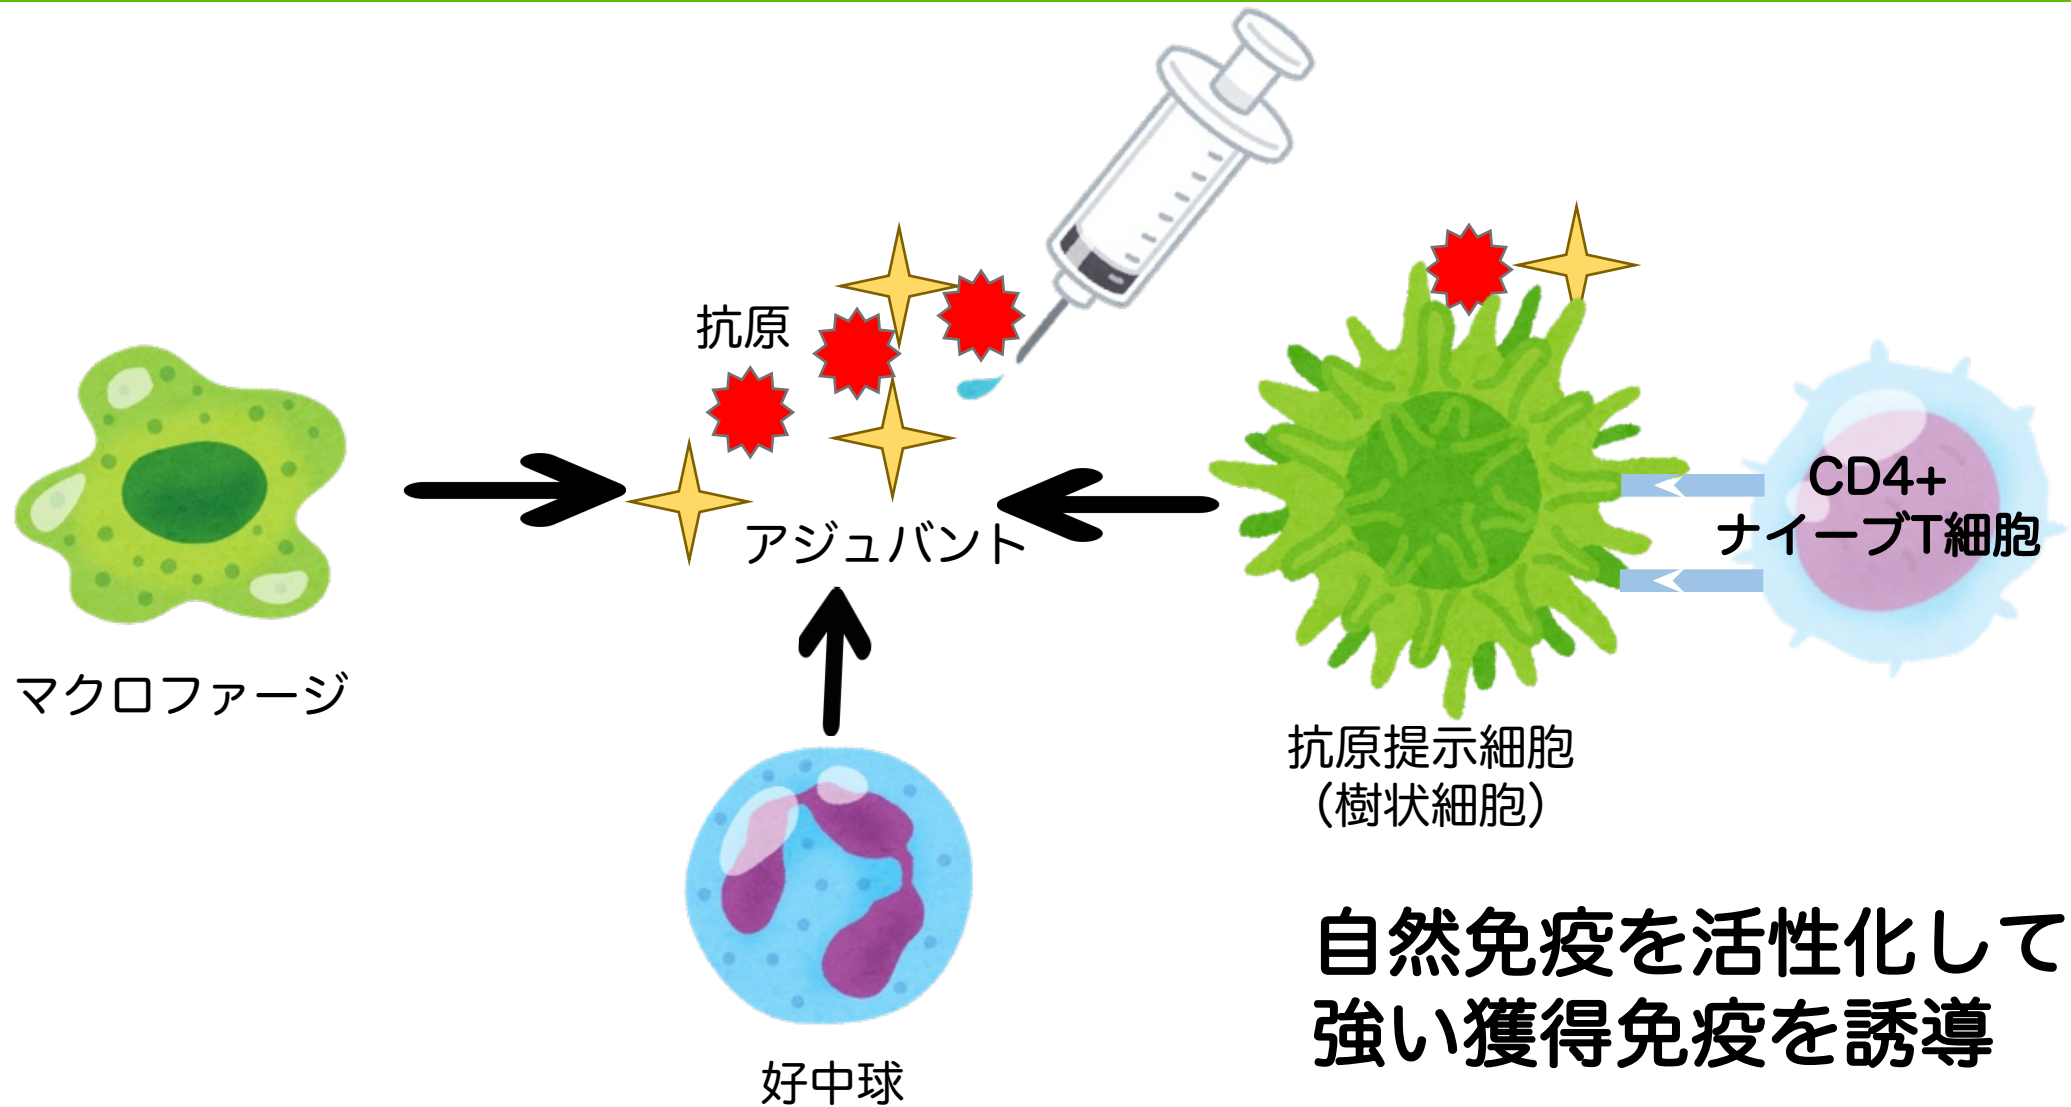 抗原
アジュバント
マクロファージ
好中球
抗原提示細胞
（樹状細胞）
CD4+
ナイーブT細胞
自然免疫を活性化して
強い獲得免疫を誘導